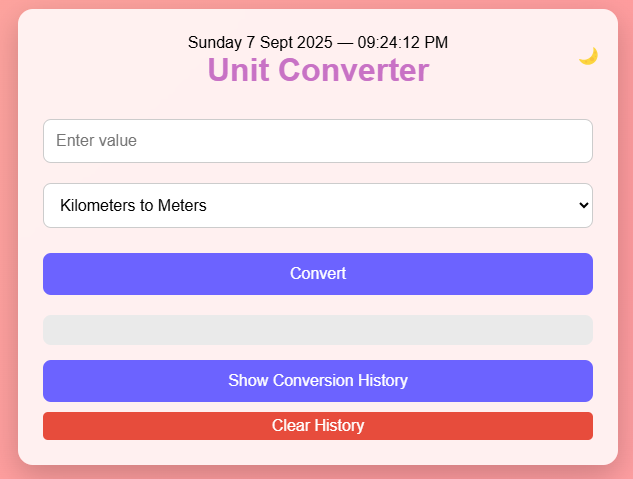 Sunday 7 Sept 2025 — 09:24:12 PM
Unit Converter
Enter value
Kilometers to Meters
Convert
Show Conversion History
Clear History